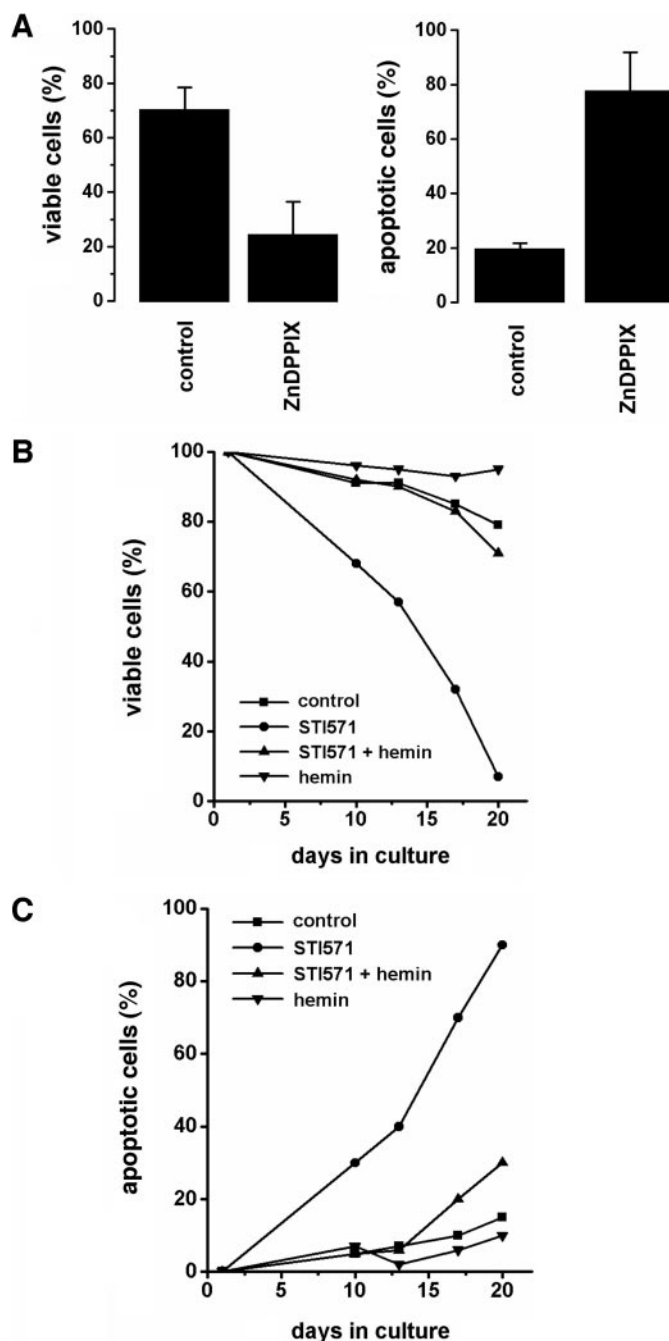 A
viable cells (%)
80
60
40
20
0
control
ZnDPPIX
apoptotic cells (%)
100
80
60
40
20
0
control
ZnDPPIX
B
viable cells (%)
100
80
60
40
20
0
control
STI571
STI571 + hemin
hemin
0
5
10
15
20
days in culture
C
apoptotic cells (%)
100
80
60
40
20
0
control
STI571
STI571 + hemin
hemin
0
5
10
15
20
days in culture